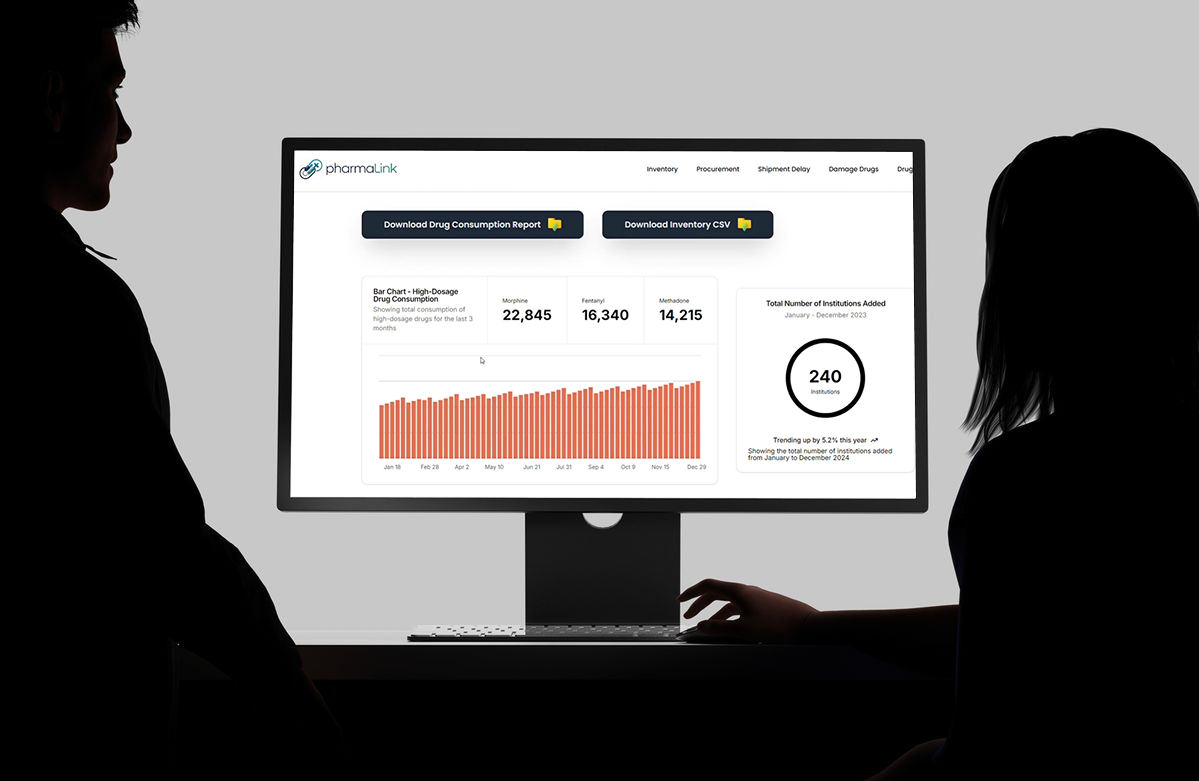 pharmaLink
Inventory Procurement Shipment Delay Damage Drugs Drug
Download Drug Consumption Report
Download Inventory CSV
Bar Chart - High-Dosage
Drug Consumption
Showing total consumption of
high-dosage drugs for the last 3
months
Morphine
22,845
Fentanyl
16,340
Methadone
14,215
Jan 18 Feb 28 Apr 2 May 10 Jun 21 Jul 31 Sep 4 Oct 9 Nov 15 Dec 29
Total Number of Institutions Added
January - December 2023
240
Institutions
Trending up by 5.2% this year
Showing the total number of institutions added
from January to December 2024